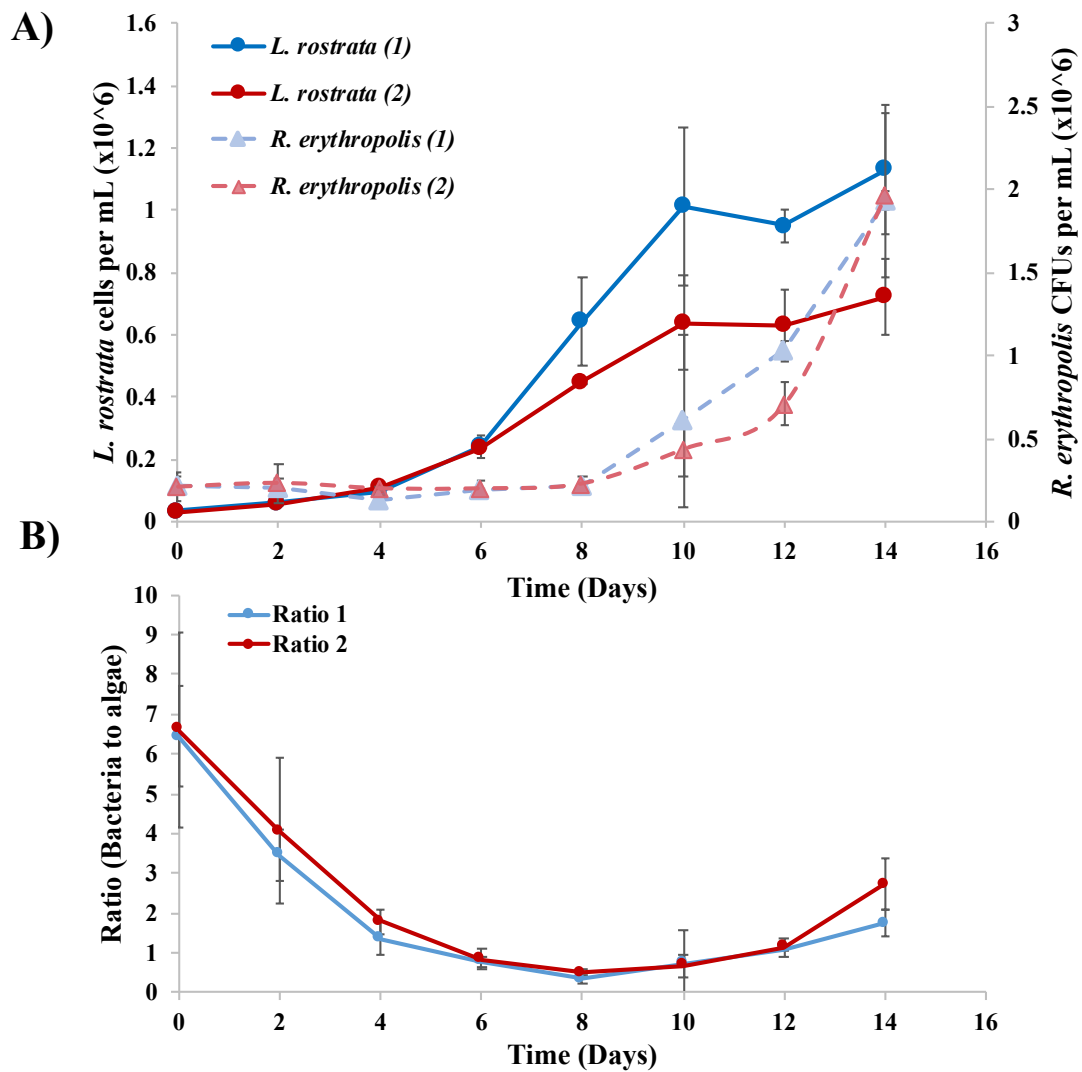 A)
L. rostrata cells per mL (x10^6)
1.6
1.4
1.2
1
0.8
0.6
0.4
0.2
0
L. rostrata (1)
L. rostrata (2)
R. erythropolis (1)
R. erythropolis (2)
3
2.5
2
1.5
1
0.5
0
R. erythropolis CFUs per mL (x10^6)
0 2 4 6 8 10 12 14 16
Time (Days)
B)
Ratio (Bacteria to algae)
10
9
8
7
6
5
4
3
2
1
0
Ratio 1
Ratio 2
0 2 4 6 8 10 12 14 16
Time (Days)